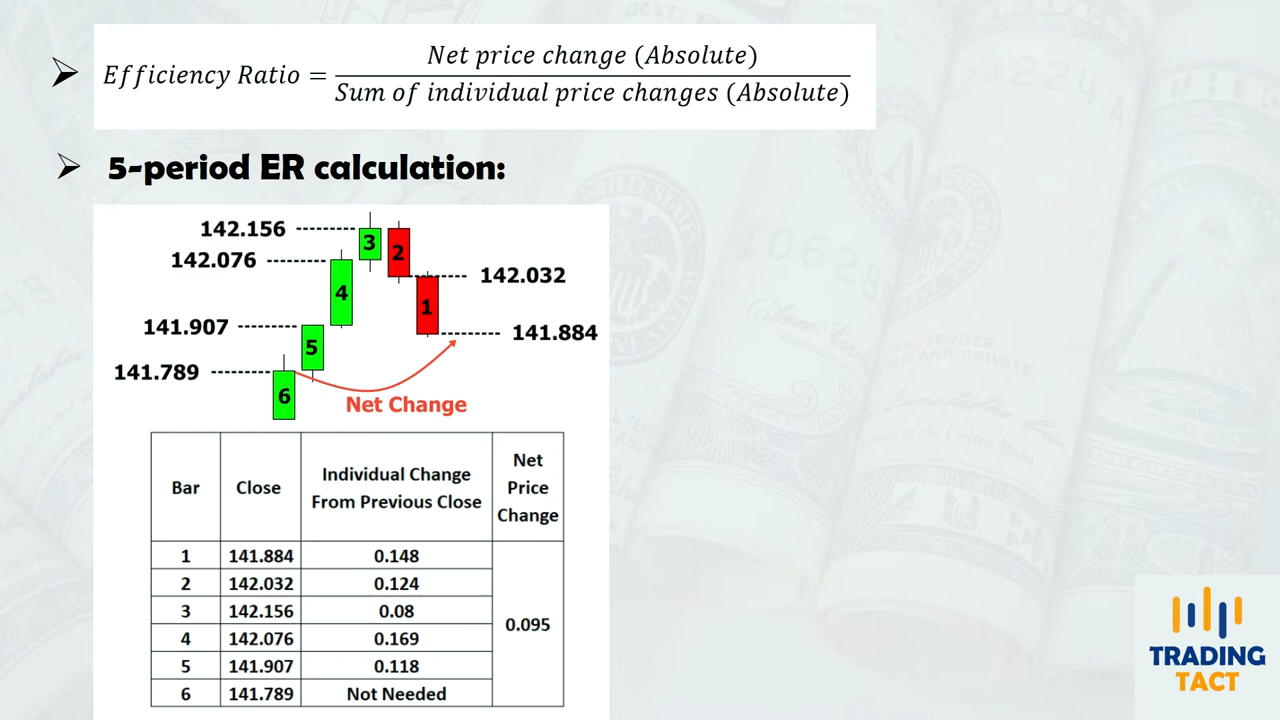 Efficiency Ratio = Net price change (Absolute)
Sum of individual price changes (Absolute)
5-period ER calculation:
142.156
142.076
141.907
141.789
3
2
4
1
5
6
142.032
141.884
Net Change
Bar Close Individual Change From Previous Close Net Price Change
1 141.884 0.148
2 142.032 0.124
3 142.156 0.08
0.095
4 142.076 0.169
5 141.907 0.118
6 141.789 Not Needed
TRADING
TACT